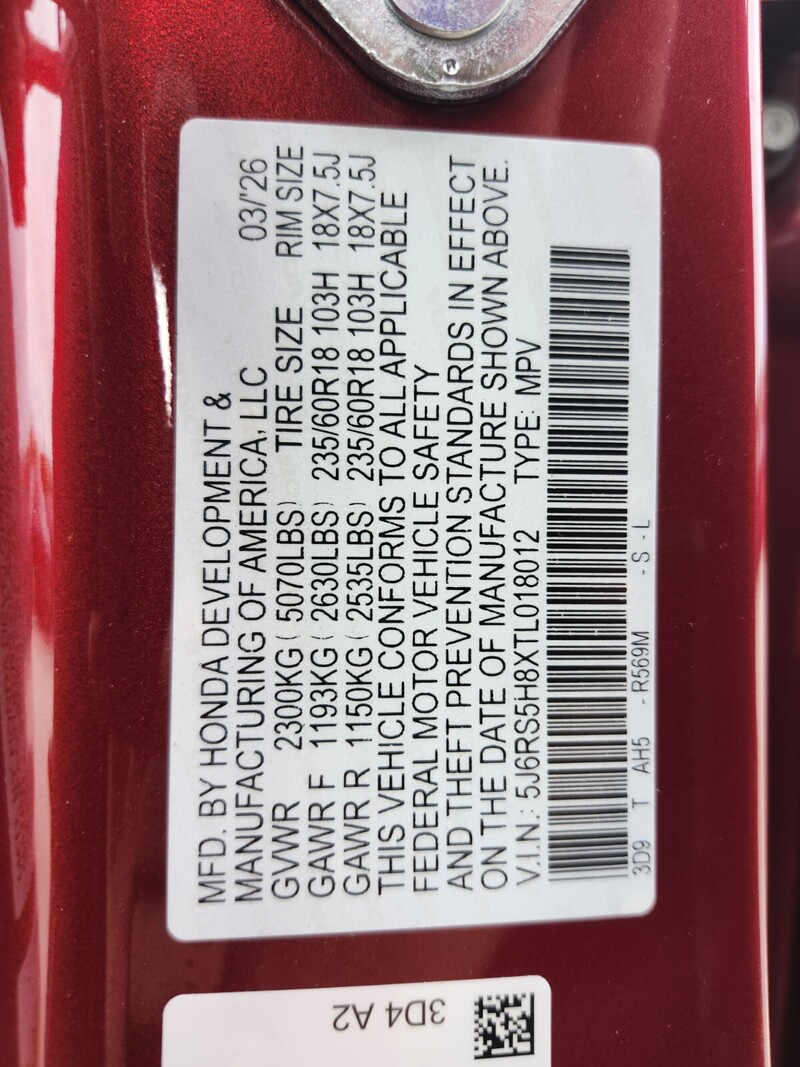 MFD. BY HONDA DEVELOPMENT &
MANUFACTURING OF AMERICA, LLC 03/'26
GVWR 2300KG ( 5070LBS) TIRE SIZE RIM SIZE
GAWR F 1193KG ( 2630LBS) 235/60R18 103H 18X7.5J
GAWR R 1150KG ( 2535LBS) 235/60R18 103H 18X7.5J
THIS VEHICLE CONFORMS TO ALL APPLICABLE
FEDERAL MOTOR VEHICLE SAFETY
AND THEFT PREVENTION STANDARDS IN EFFECT
ON THE DATE OF MANUFACTURE SHOWN ABOVE.
V.I.N.: 5J6RS5H8XTL018012 TYPE: MPV
3D9 T AH5 - R569M - S - L
3D4 A2